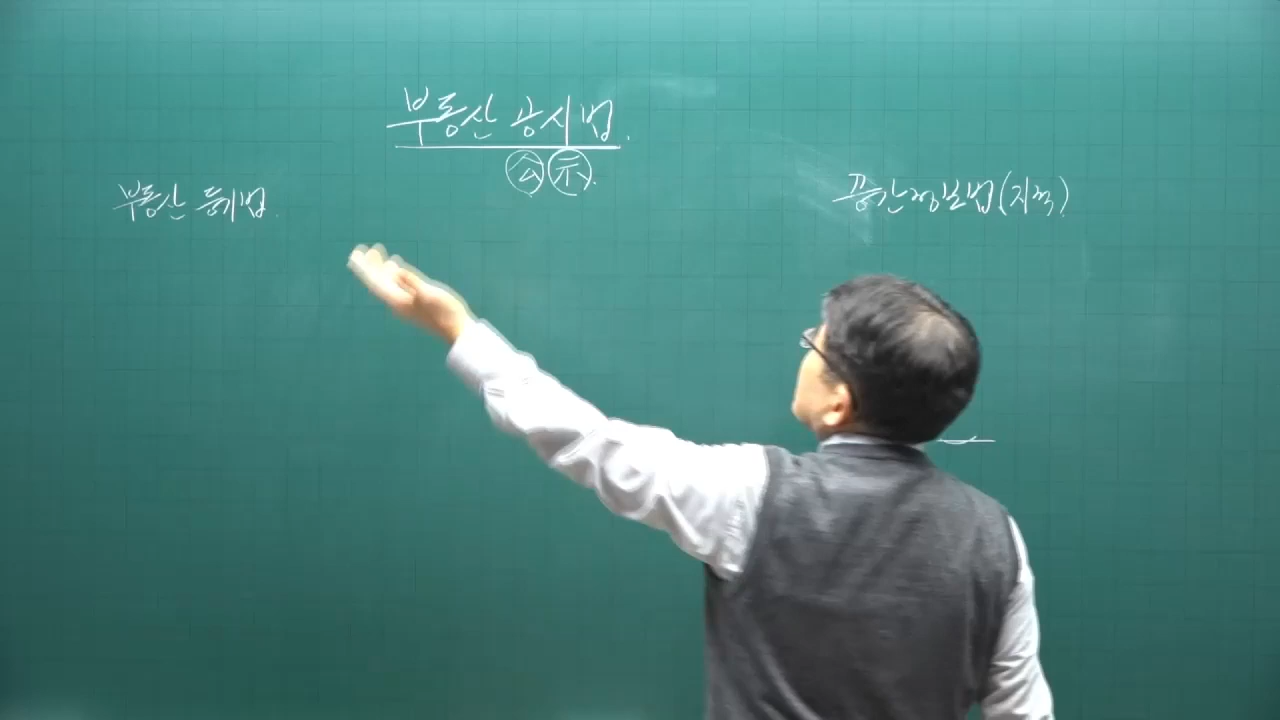 부동산 공시법.
公 示.
부동산 등기법.
공간정보법(지적)